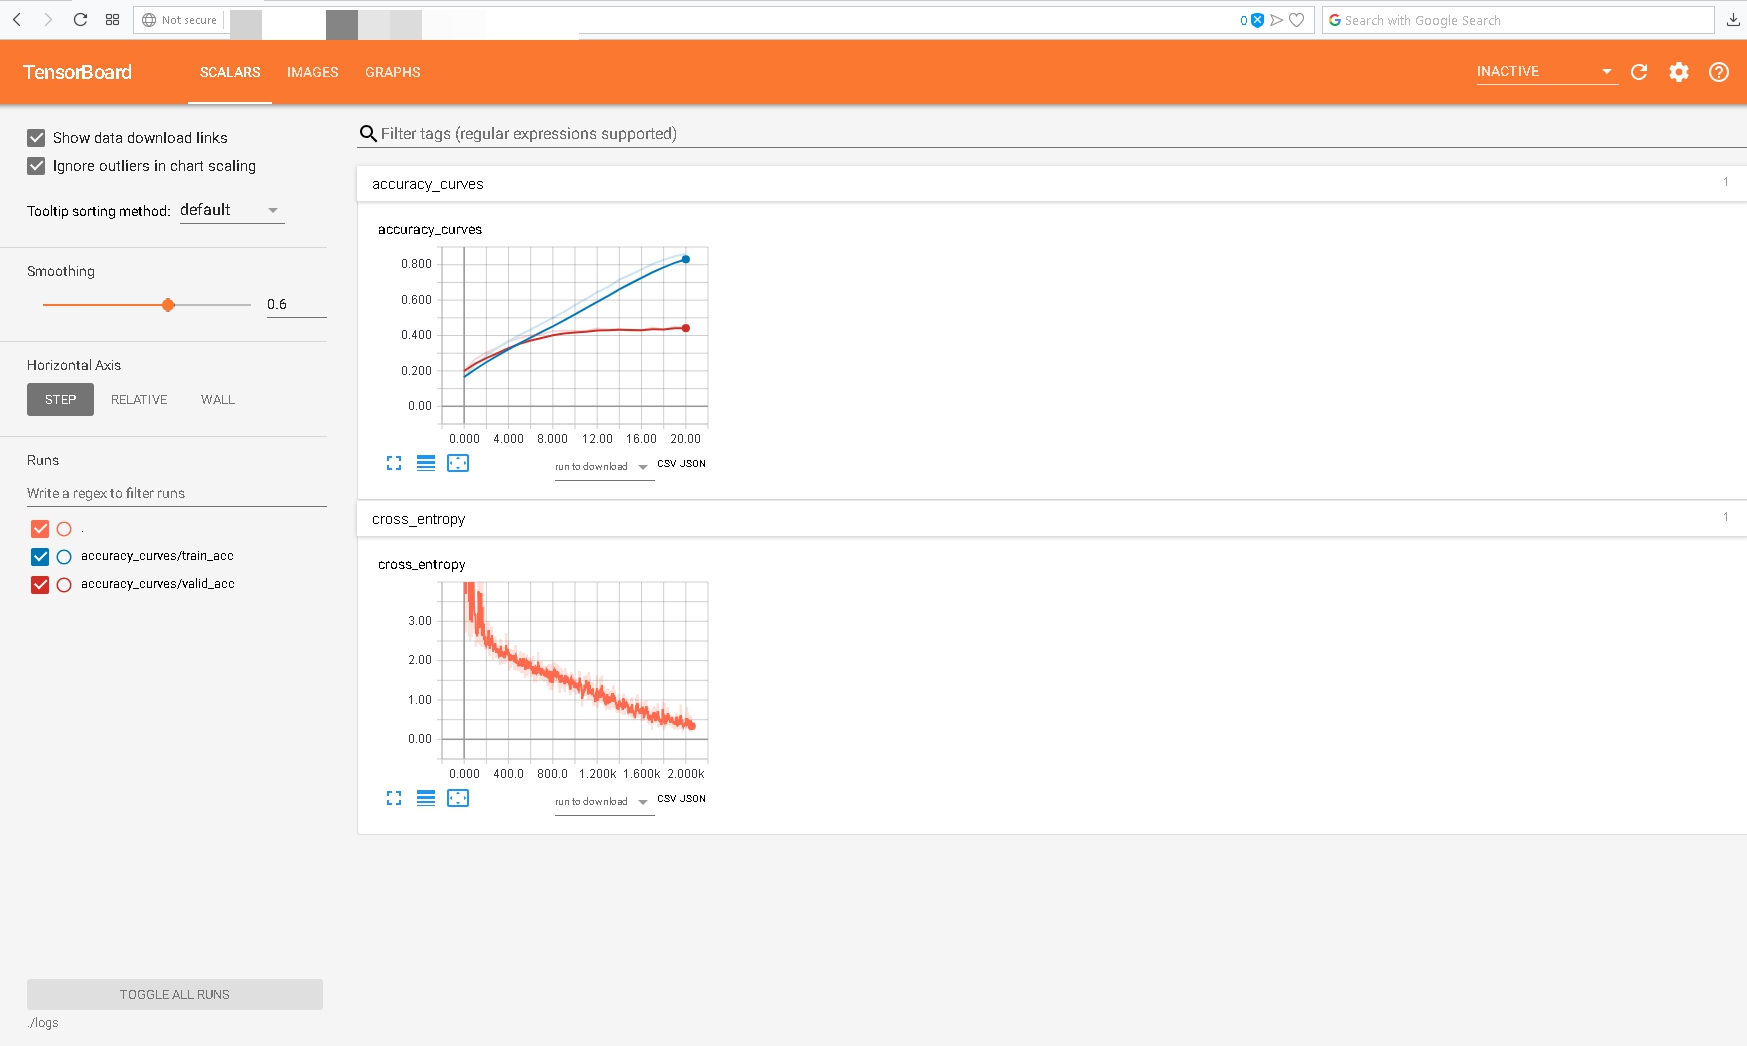 Not secure
0
Search with Google Search
TensorBoard SCALARS IMAGES GRAPHS INACTIVE
Show data download links
Ignore outliers in chart scaling
Tooltip sorting method: default
Smoothing
0.6
Horizontal Axis
STEP RELATIVE WALL
Runs
Write a regex to filter runs
.
accuracy_curves/train_acc
accuracy_curves/valid_acc
TOGGLE ALL RUNS
./logs
Filter tags (regular expressions supported)
accuracy_curves 1
accuracy_curves
0.800
0.600
0.400
0.200
0.00
0.000 4.000 8.000 12.00 16.00 20.00
run to download CSV JSON
cross_entropy 1
cross_entropy
3.00
2.00
1.00
0.00
0.000 400.0 800.0 1.200k 1.600k 2.000k
run to download CSV JSON